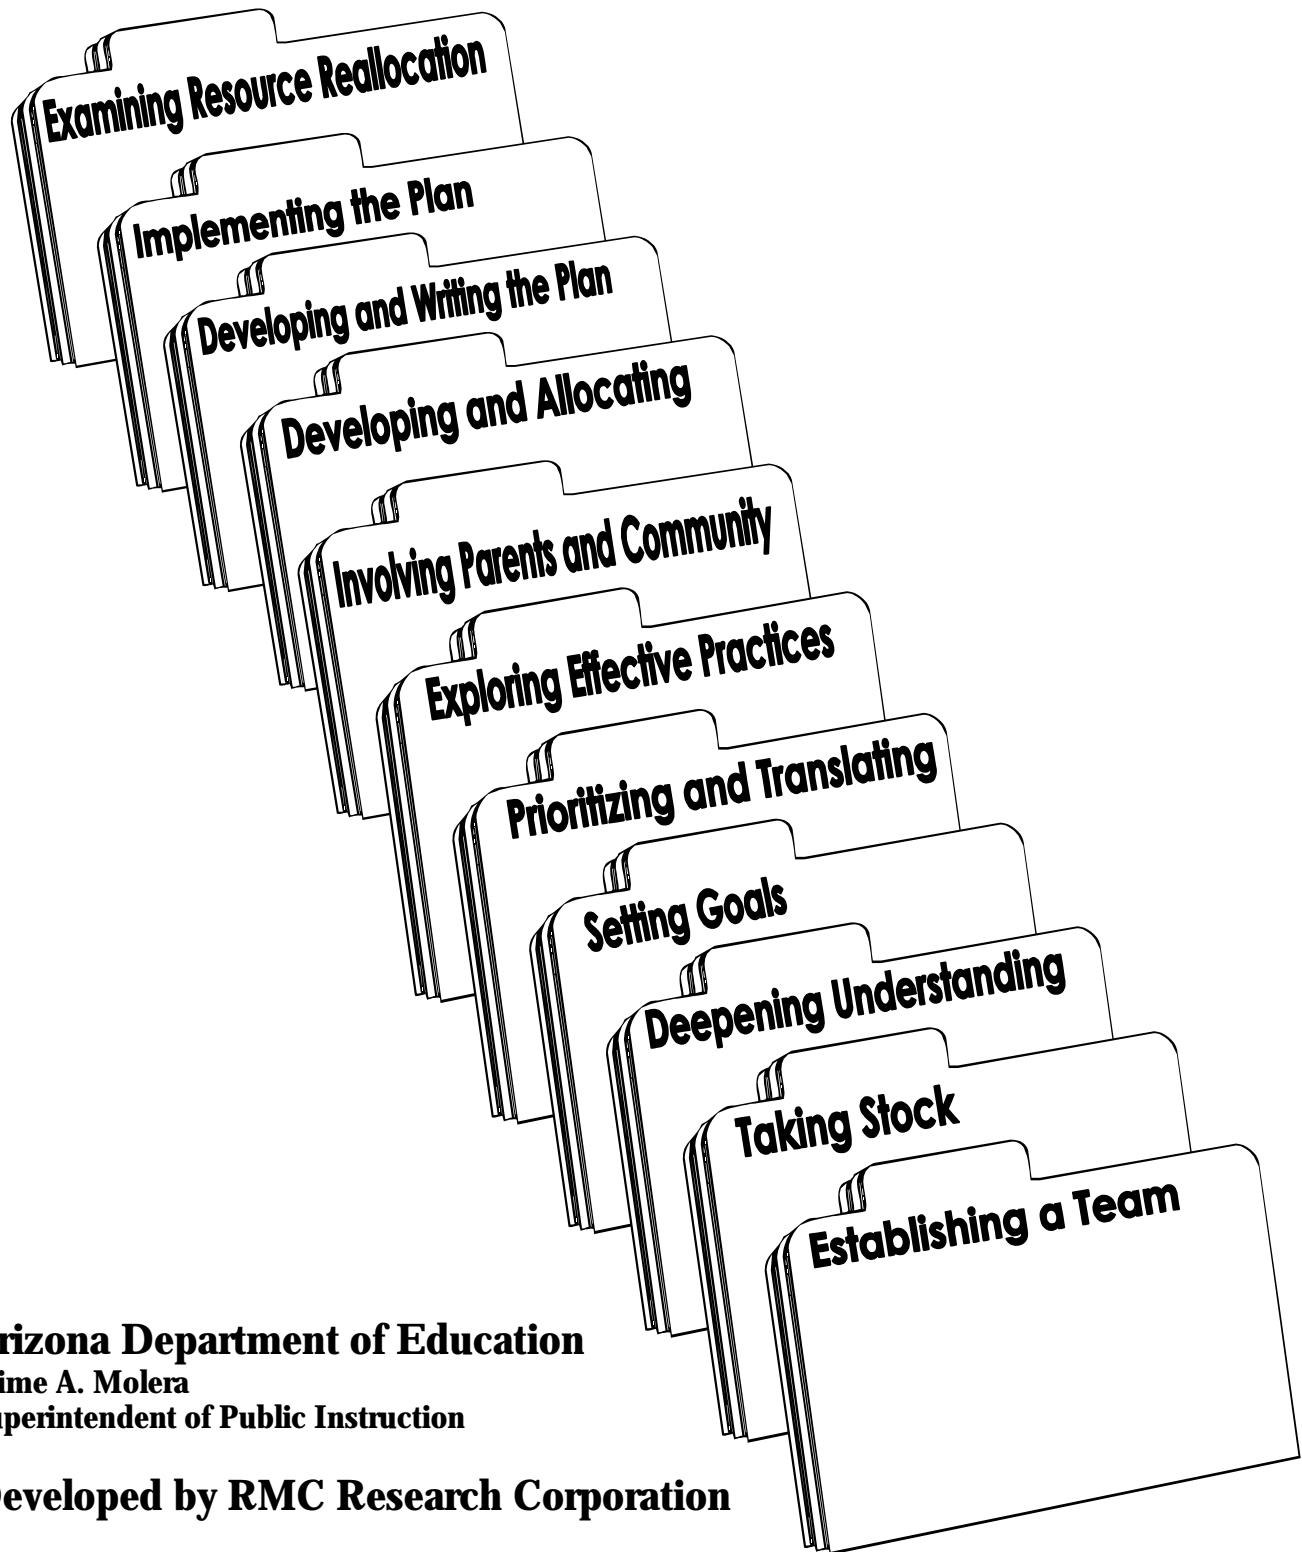 Examining Resource Reallocation
Implementing the Plan
Developing and Writing the Plan
Developing and Allocating
Involving Parents and Community
Exploring Effective Practices
Prioritizing and Translating
Setting Goals
Deepening Understanding
Taking Stock
Establishing a Team
rizona Department of Education
ime A. Molera
uperintendent of Public Instruction
Developed by RMC Research Corporation